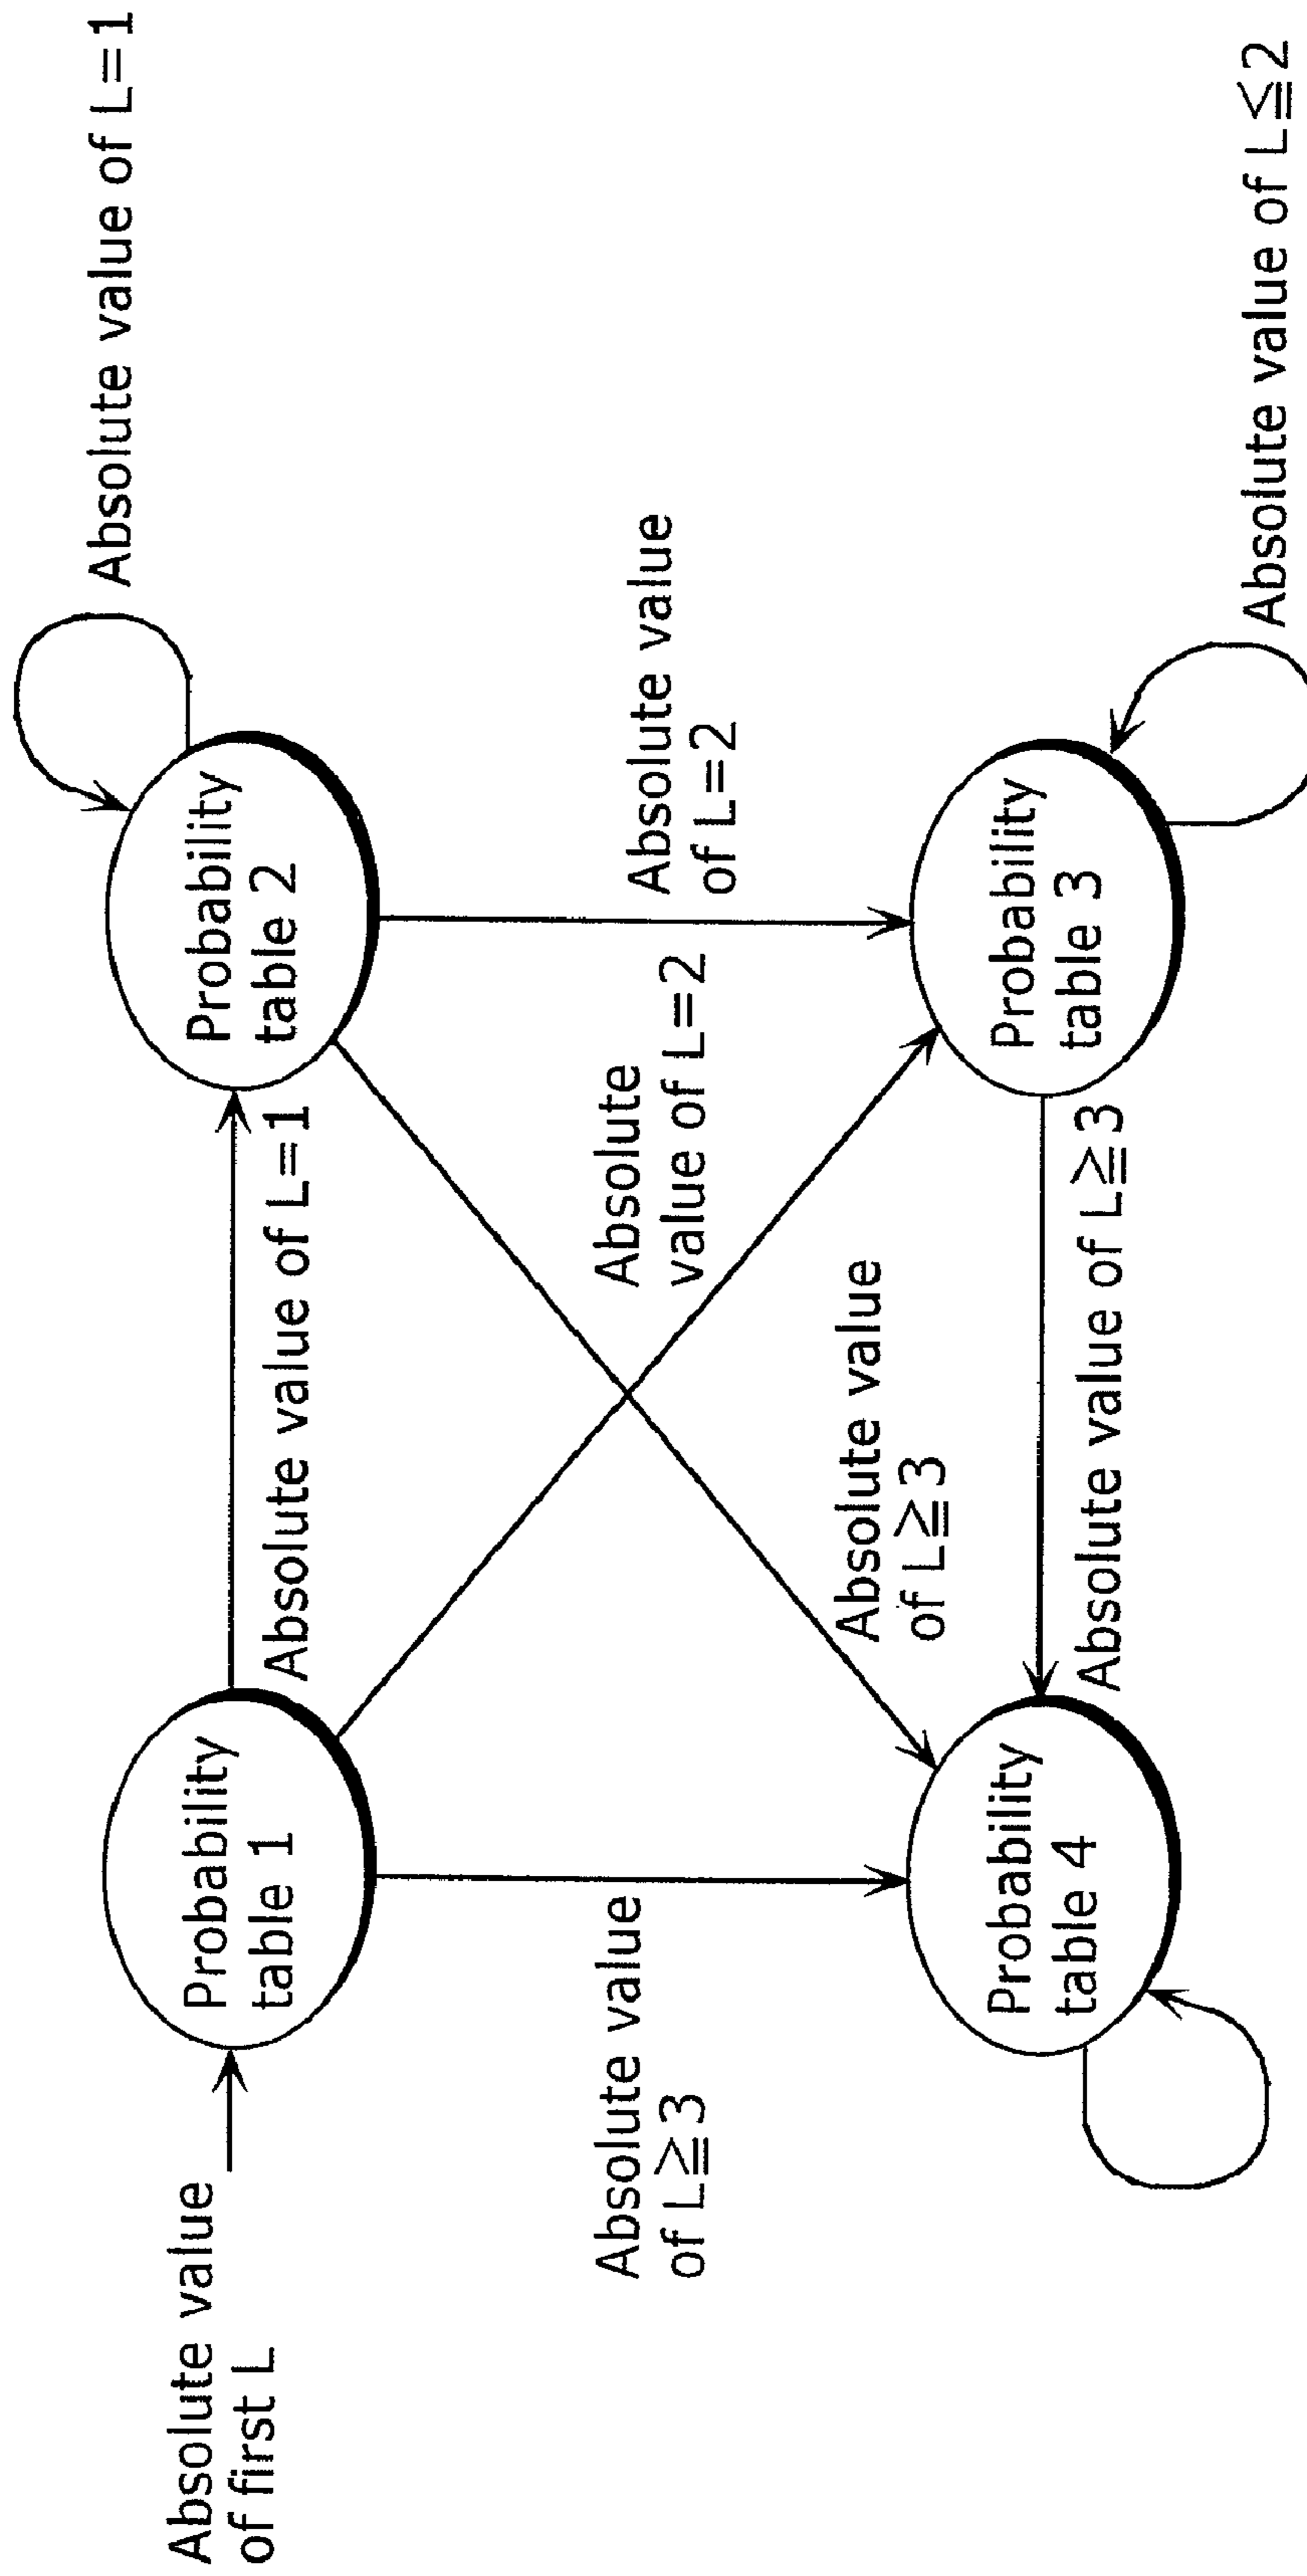 Absolute value
of first L
Probability
table 1
Absolute value of L=1
Probability
table 2
Absolute value of L=1
Absolute value
of L≧3
Absolute
value of L=2
Absolute value
of L=2
Absolute value
of L≧3
Probability
table 4
Absolute value of L≧3
Probability
table 3
Absolute value of L≦2